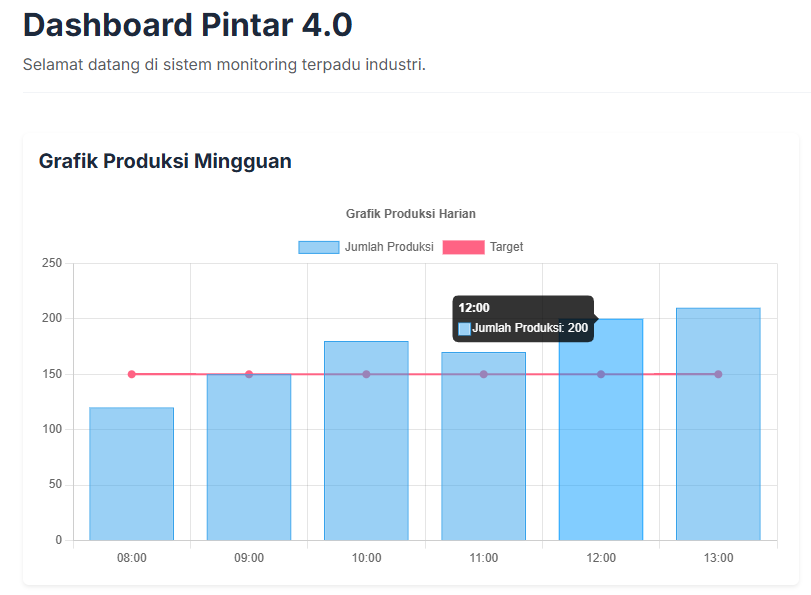 Dashboard Pintar 4.0
Selamat datang di sistem monitoring terpadu industri.
Grafik Produksi Mingguan
Grafik Produksi Harian
Jumlah Produksi Target
250
200
150
100
50
0
12:00
Jumlah Produksi: 200
08:00 09:00 10:00 11:00 12:00 13:00